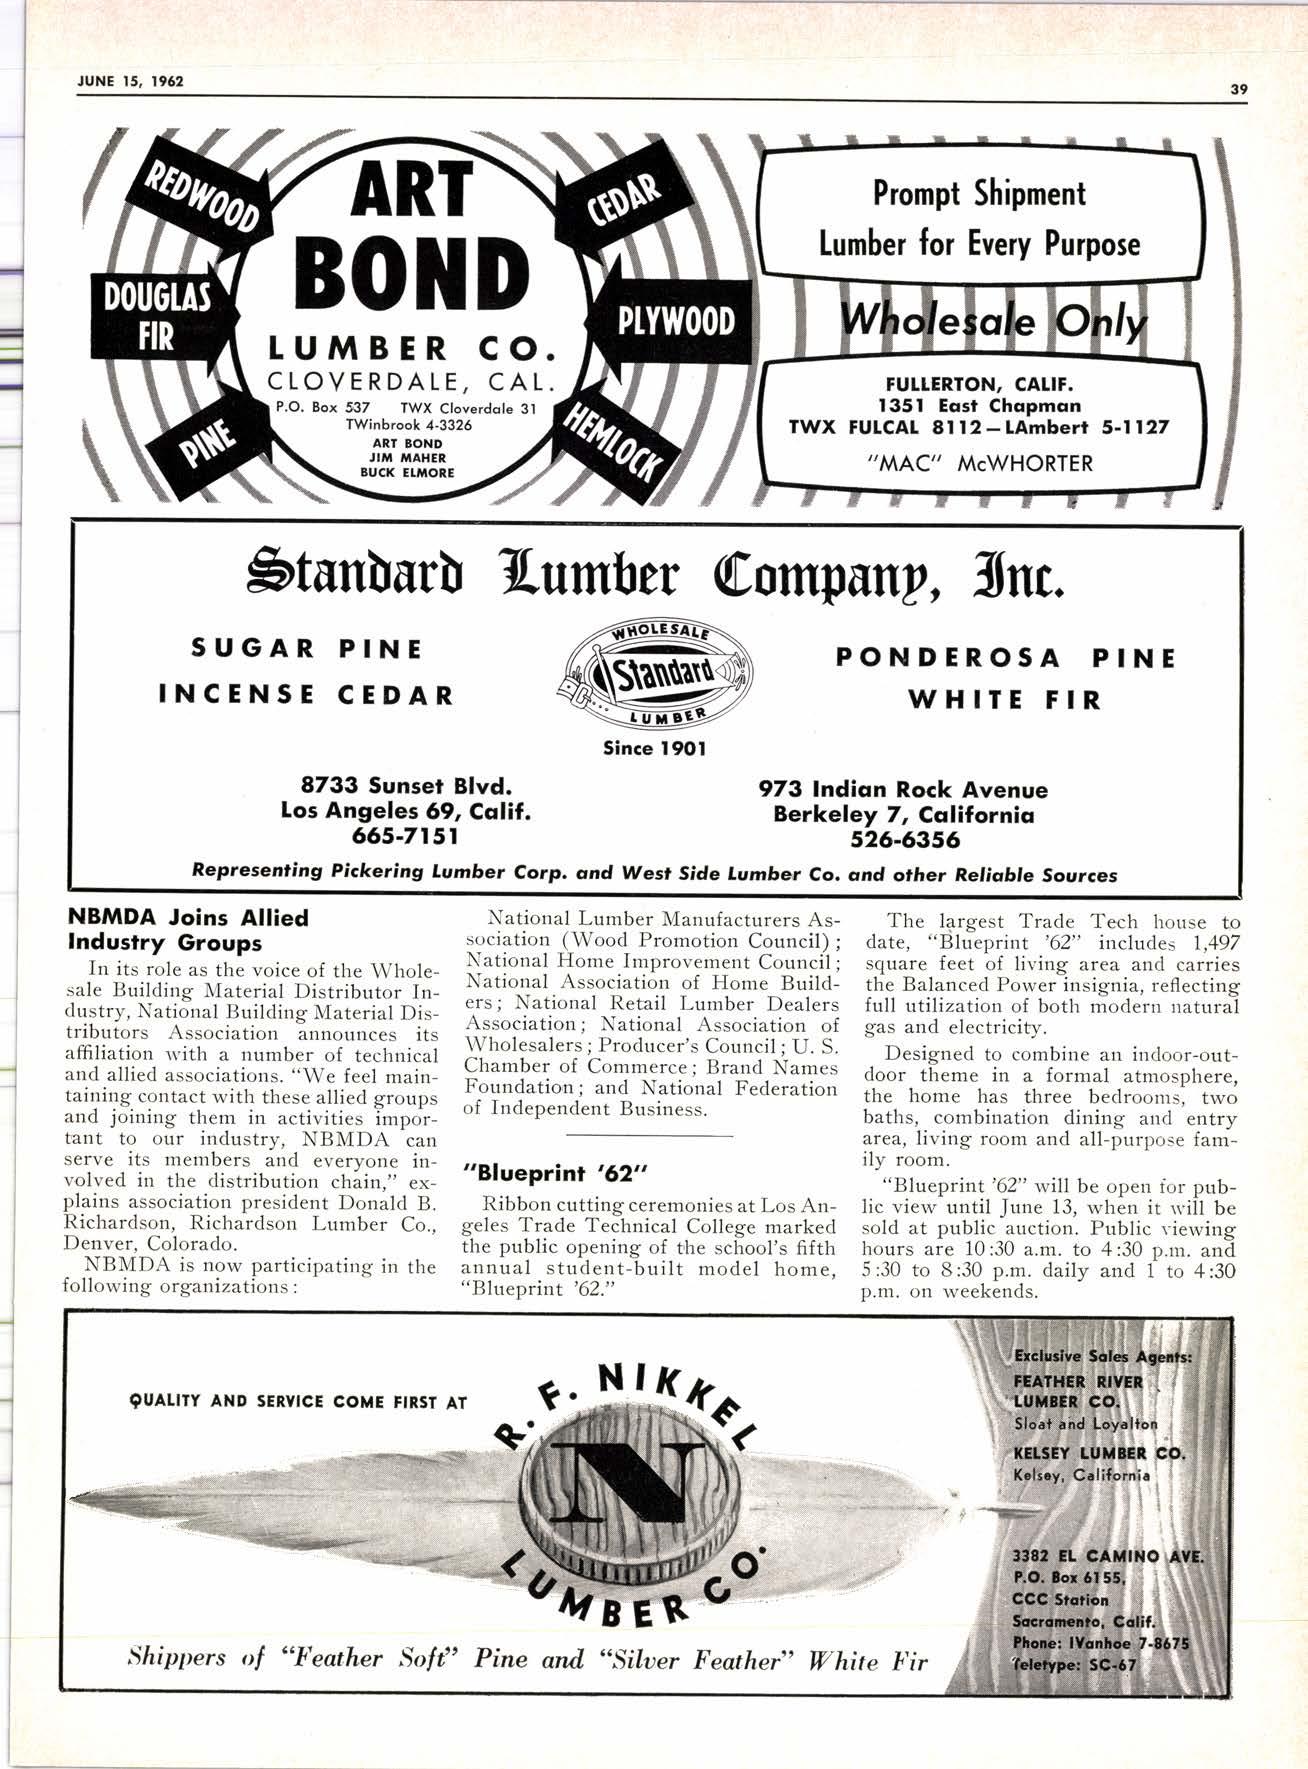 JUNE 15, 1962
39
REDWOOD
DOUGLAS
FIR
PINE
ART
BOND
LUMBER CO.
CLOVERDALE, CAL.
P.O. Box 537 TWX Cloverdale 31
TWinbrook 4-3326
ART BOND
JIM MAHER
BUCK ELMORE
CEDAR
PLYWOOD
HEMLOCK
Prompt Shipment
Lumber for Every Purpose
Wholesale Only
FULLERTON, CALIF.
1351 East Chapman
TWX FULCAL 8112—LAmbert 5-1127
"MAC" McWHORTER
Standard Lumber Company, Inc.
SUGAR PINE
INCENSE CEDAR
WHOLESALE
Standard
LUMBER
Since 1901
PONDEROSA PINE
WHITE FIR
8733 Sunset Blvd.
Los Angeles 69, Calif.
665-7151
973 Indian Rock Avenue
Berkeley 7, California
526-6356
Representing Pickering Lumber Corp. and West Side Lumber Co. and other Reliable Sources
NBMDA Joins Allied
Industry Groups
In its role as the voice of the Whole-
sale Building Material Distributor In-
dustry, National Building Material Dis-
tributors Association announces its
affiliation with a number of technical
and allied associations. "We feel main-
taining contact with these allied groups
and joining them in activities impor-
tant to our industry, NBMDA can
serve its members and everyone in-
volved in the distribution chain," ex-
plains association president Donald B.
Richardson, Richardson Lumber Co.,
Denver, Colorado.
NBMDA is now participating in the
following organizations:
National Lumber Manufacturers As-
sociation (Wood Promotion Council);
National Home Improvement Council;
National Association of Home Build-
ers; National Retail Lumber Dealers
Association; National Association of
Wholesalers; Producer's Council; U. S.
Chamber of Commerce; Brand Names
Foundation; and National Federation
of Independent Business.
"Blueprint '62"
Ribbon cutting ceremonies at Los An-
geles Trade Technical College marked
the public opening of the school's fifth
annual student-built model home,
"Blueprint '62."
The largest Trade Tech house to
date, "Blueprint '62" includes 1,497
square feet of living area and carries
the Balanced Power insignia, reflecting
full utilization of both modern natural
gas and electricity.
Designed to combine an indoor-out-
door theme in a formal atmosphere,
the home has three bedrooms, two
baths, combination dining and entry
area, living room and all-purpose fam-
ily room.
"Blueprint '62" will be open for pub-
lic view until June 13, when it will be
sold at public auction. Public viewing
hours are 10:30 a.m. to 4:30 p.m. and
5:30 to 8:30 p.m. daily and 1 to 4:30
p.m. on weekends.
QUALITY AND SERVICE COME FIRST AT
R. F. NIKKEL
N
LUMBER CO.
Shippers of "Feather Soft" Pine and "Silver Feather" White Fir
Exclusive Sales Agents:
FEATHER RIVER
LUMBER CO.
Sloat and Loyalton
KELSEY LUMBER CO.
Kelsey, California
3382 EL CAMINO AVE.
P.O. Box 6155,
CCC Station
Sacramento, Calif.
Phone: IVanhoe 7-8675
Teletype: SC-67